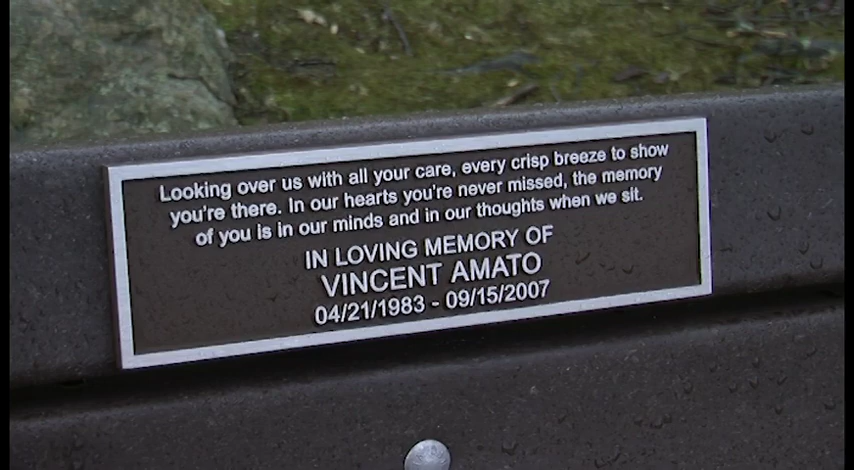 Looking over us with all your care, every crisp breeze to show
you're there. In our hearts you're never missed, the memory
of you is in our minds and in our thoughts when we sit.
IN LOVING MEMORY OF
VINCENT AMATO
04/21/1983 - 09/15/2007